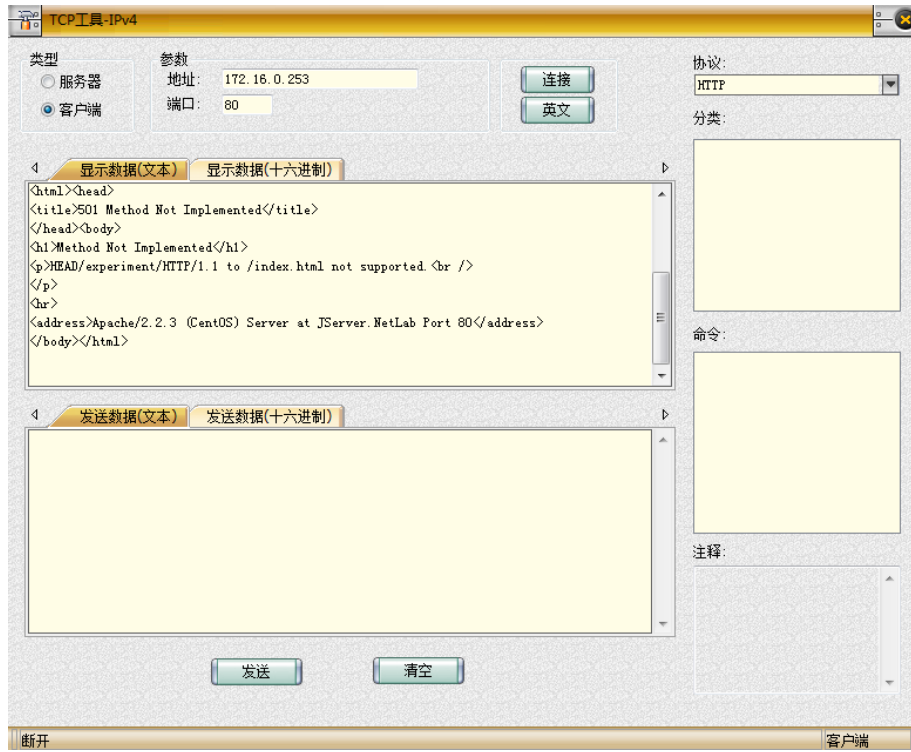 TCP工具-IPv4
类型
服务器
客户端
参数
地址: 172.16.0.253
端口: 80
连接
英文
协议:
HTTP
分类:
显示数据(文本) 显示数据(十六进制)
<html><head>
<title>501 Method Not Implemented</title>
</head><body>
<h1>Method Not Implemented</h1>
<p>HEAD/experiment/HTTP/1.1 to /index.html not supported.<br />
</p>
<hr>
<address>Apache/2.2.3 (CentOS) Server at JServer.NetLab Port 80</address>
</body></html>
命令:
发送数据(文本) 发送数据(十六进制)
注释:
发送 清空
断开 客户端